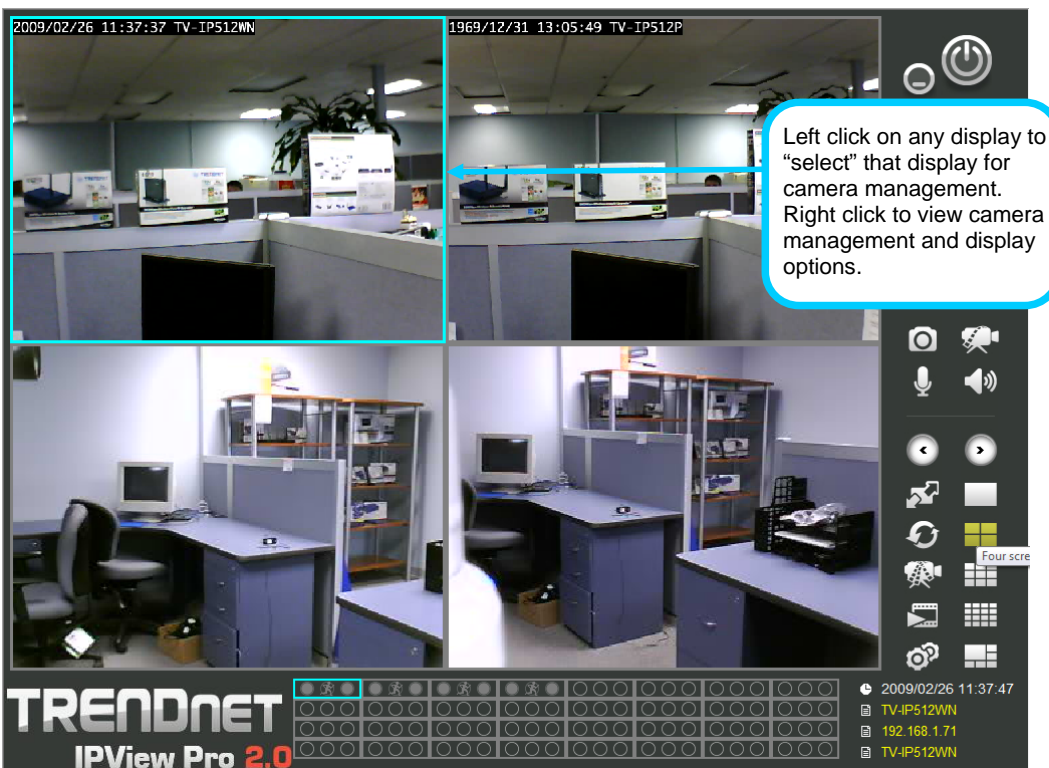 2009/02/26 11:37:37 TV-IP512WN
1969/12/31 13:05:49 TV-IP512P
TRENDNET
Left click on any display to
“select” that display for
camera management.
Right click to view camera
management and display
options.
Four scre
TRENDNET
IPView Pro 2.0
2009/02/26 11:37:47
TV-IP512WN
192.168.1.71
TV-IP512WN